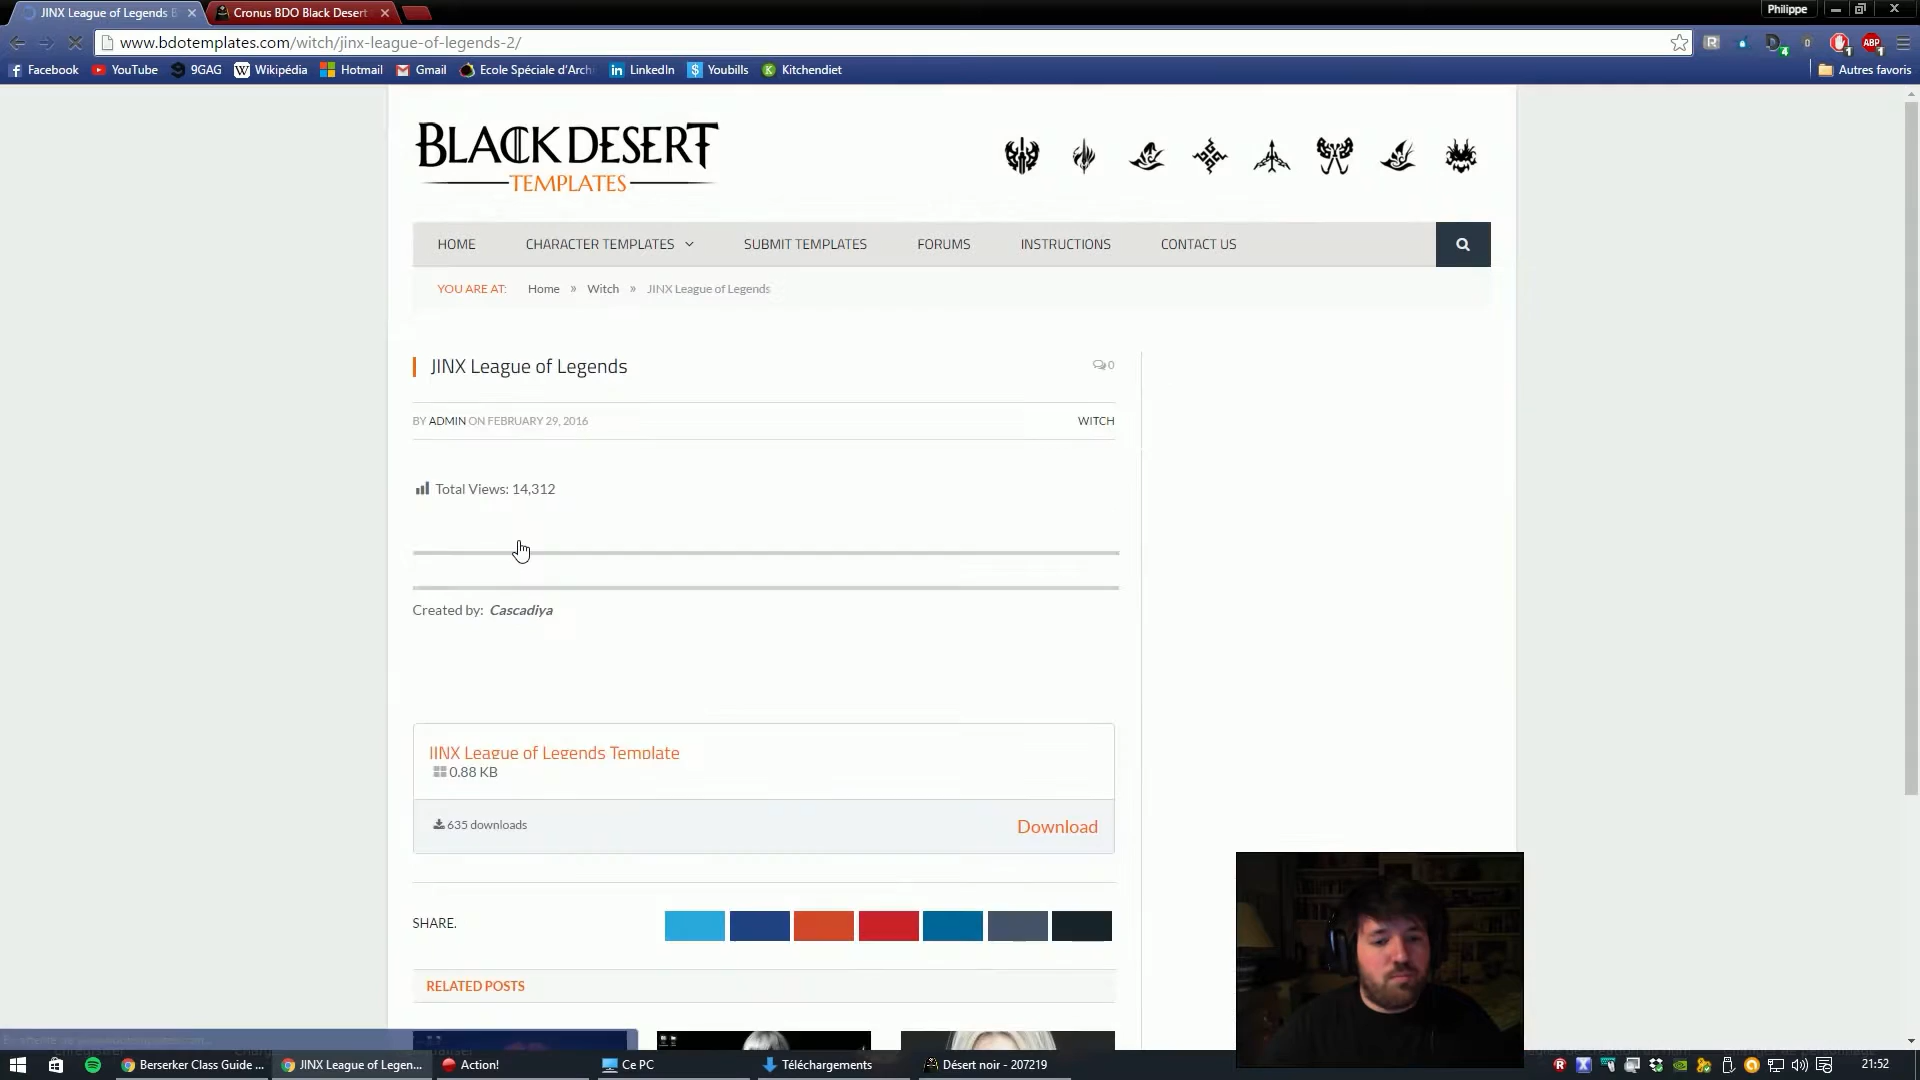 JINX League of Legends B
Cronus BDO Black Desert
Philippe
www.bdotemplates.com/witch/jinx-league-of-legends-2/
Facebook
YouTube
9GAG
Wikipédia
Hotmail
Gmail
Ecole Spéciale d'Archi
LinkedIn
Youbills
Kitchendiet
Autres favoris
BLACK DESERT
TEMPLATES
HOME
CHARACTER TEMPLATES
SUBMIT TEMPLATES
FORUMS
INSTRUCTIONS
CONTACT US
YOU ARE AT: Home » Witch » JINX League of Legends
JINX League of Legends
0
BY ADMIN ON FEBRUARY 29, 2016
WITCH
Total Views: 14,312
Created by: Cascadiya
JINX League of Legends Template
0.88 KB
635 downloads
Download
SHARE.
RELATED POSTS
Berserker Class Guide ...
JINX League of Legen...
Action!
Ce PC
Téléchargements
Désert noir - 207219
21:52